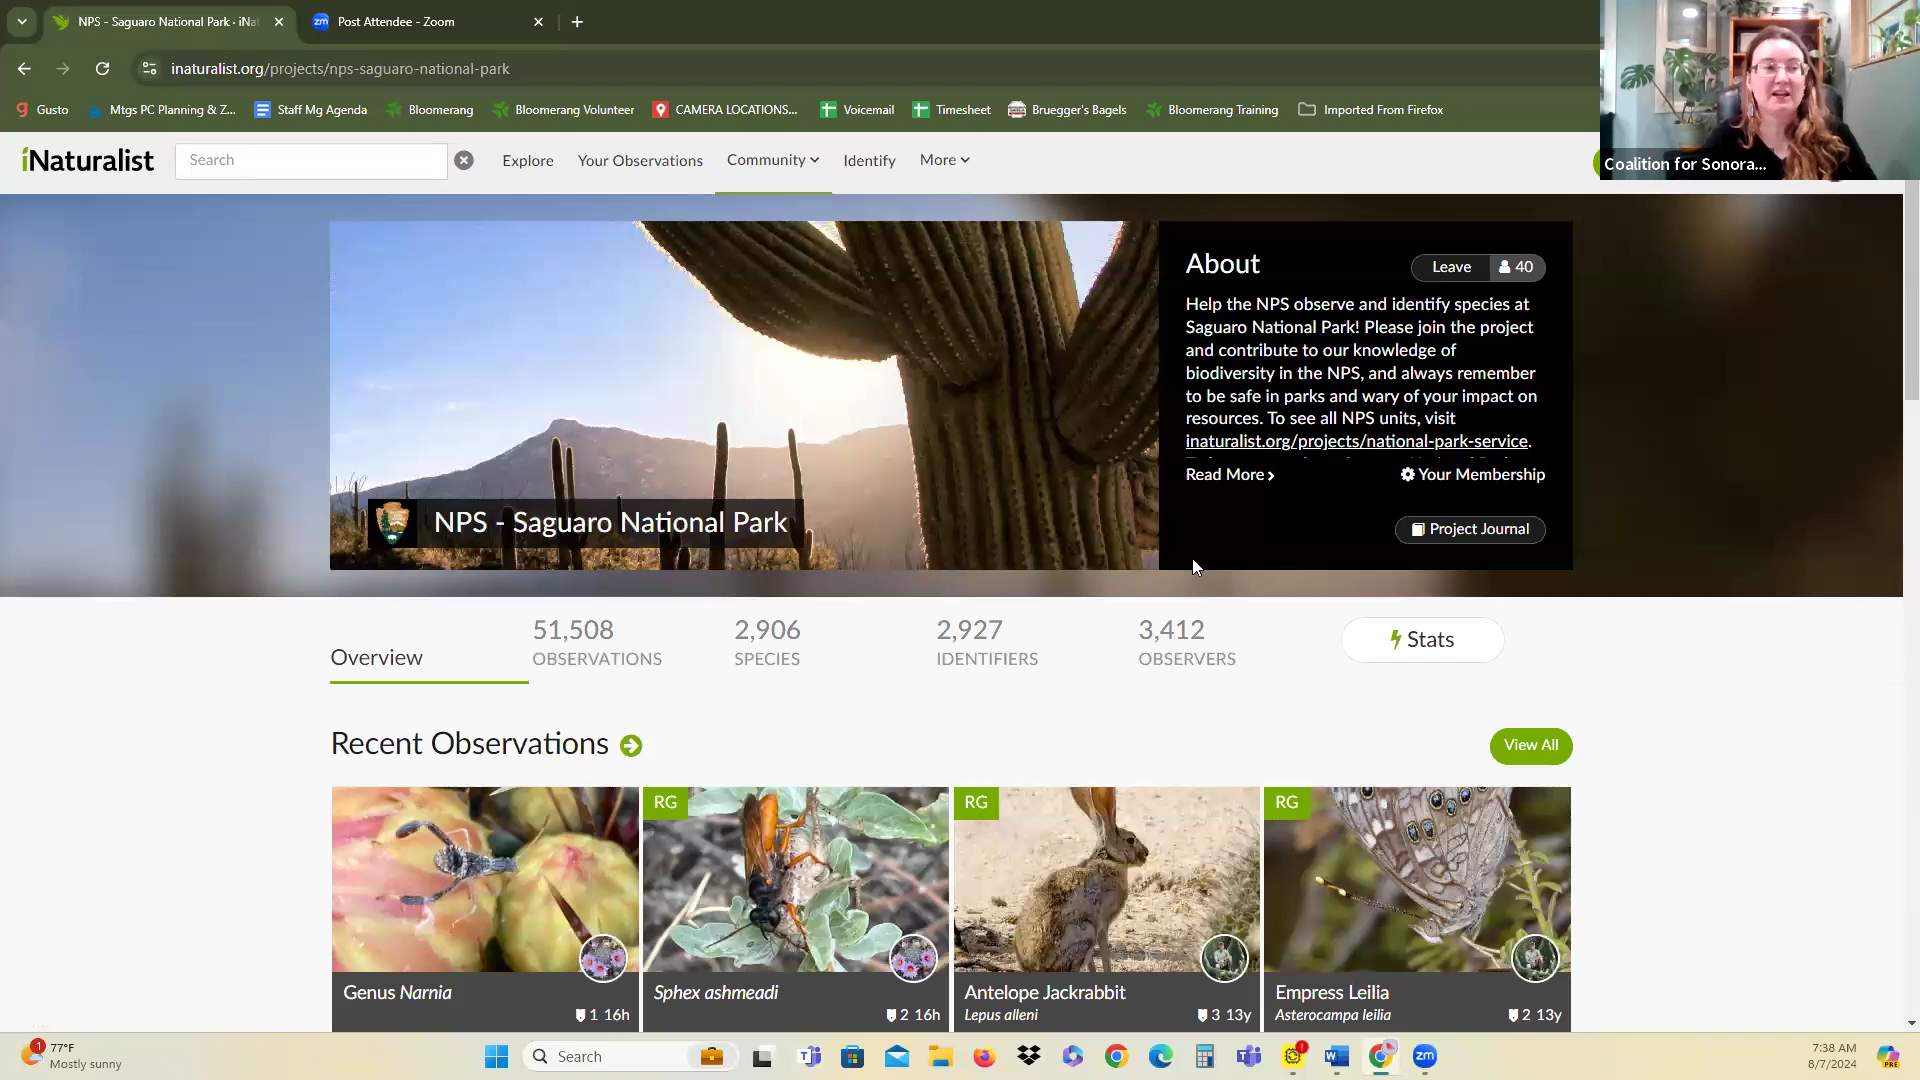 NPS - Saguaro National Park · iNat
Post Attendee - Zoom
inaturalist.org/projects/nps-saguaro-national-park
Gusto
Mtgs PC Planning & Z...
Staff Mg Agenda
Bloomerang
Bloomerang Volunteer
CAMERA LOCATIONS...
Voicemail
Timesheet
Bruegger's Bagels
Bloomerang Training
Imported From Firefox
iNaturalist
Search
Explore
Your Observations
Community
Identify
More
Coalition for Sonora...
About
Leave
40
Help the NPS observe and identify species at
Saguaro National Park! Please join the project
and contribute to our knowledge of
biodiversity in the NPS, and always remember
to be safe in parks and wary of your impact on
resources. To see all NPS units, visit
inaturalist.org/projects/national-park-service.
Read More
Your Membership
Project Journal
NPS - Saguaro National Park
Overview
51,508
OBSERVATIONS
2,906
SPECIES
2,927
IDENTIFIERS
3,412
OBSERVERS
Stats
Recent Observations
View All
RG
RG
RG
Genus Narnia
1 16h
Sphex ashmeadi
2 16h
Antelope Jackrabbit
Lepus alleni
3 13y
Empress Leilia
Asterocampa leilia
2 13y
1
77°F
Mostly sunny
Search
zm
7:38 AM
8/7/2024
PRE